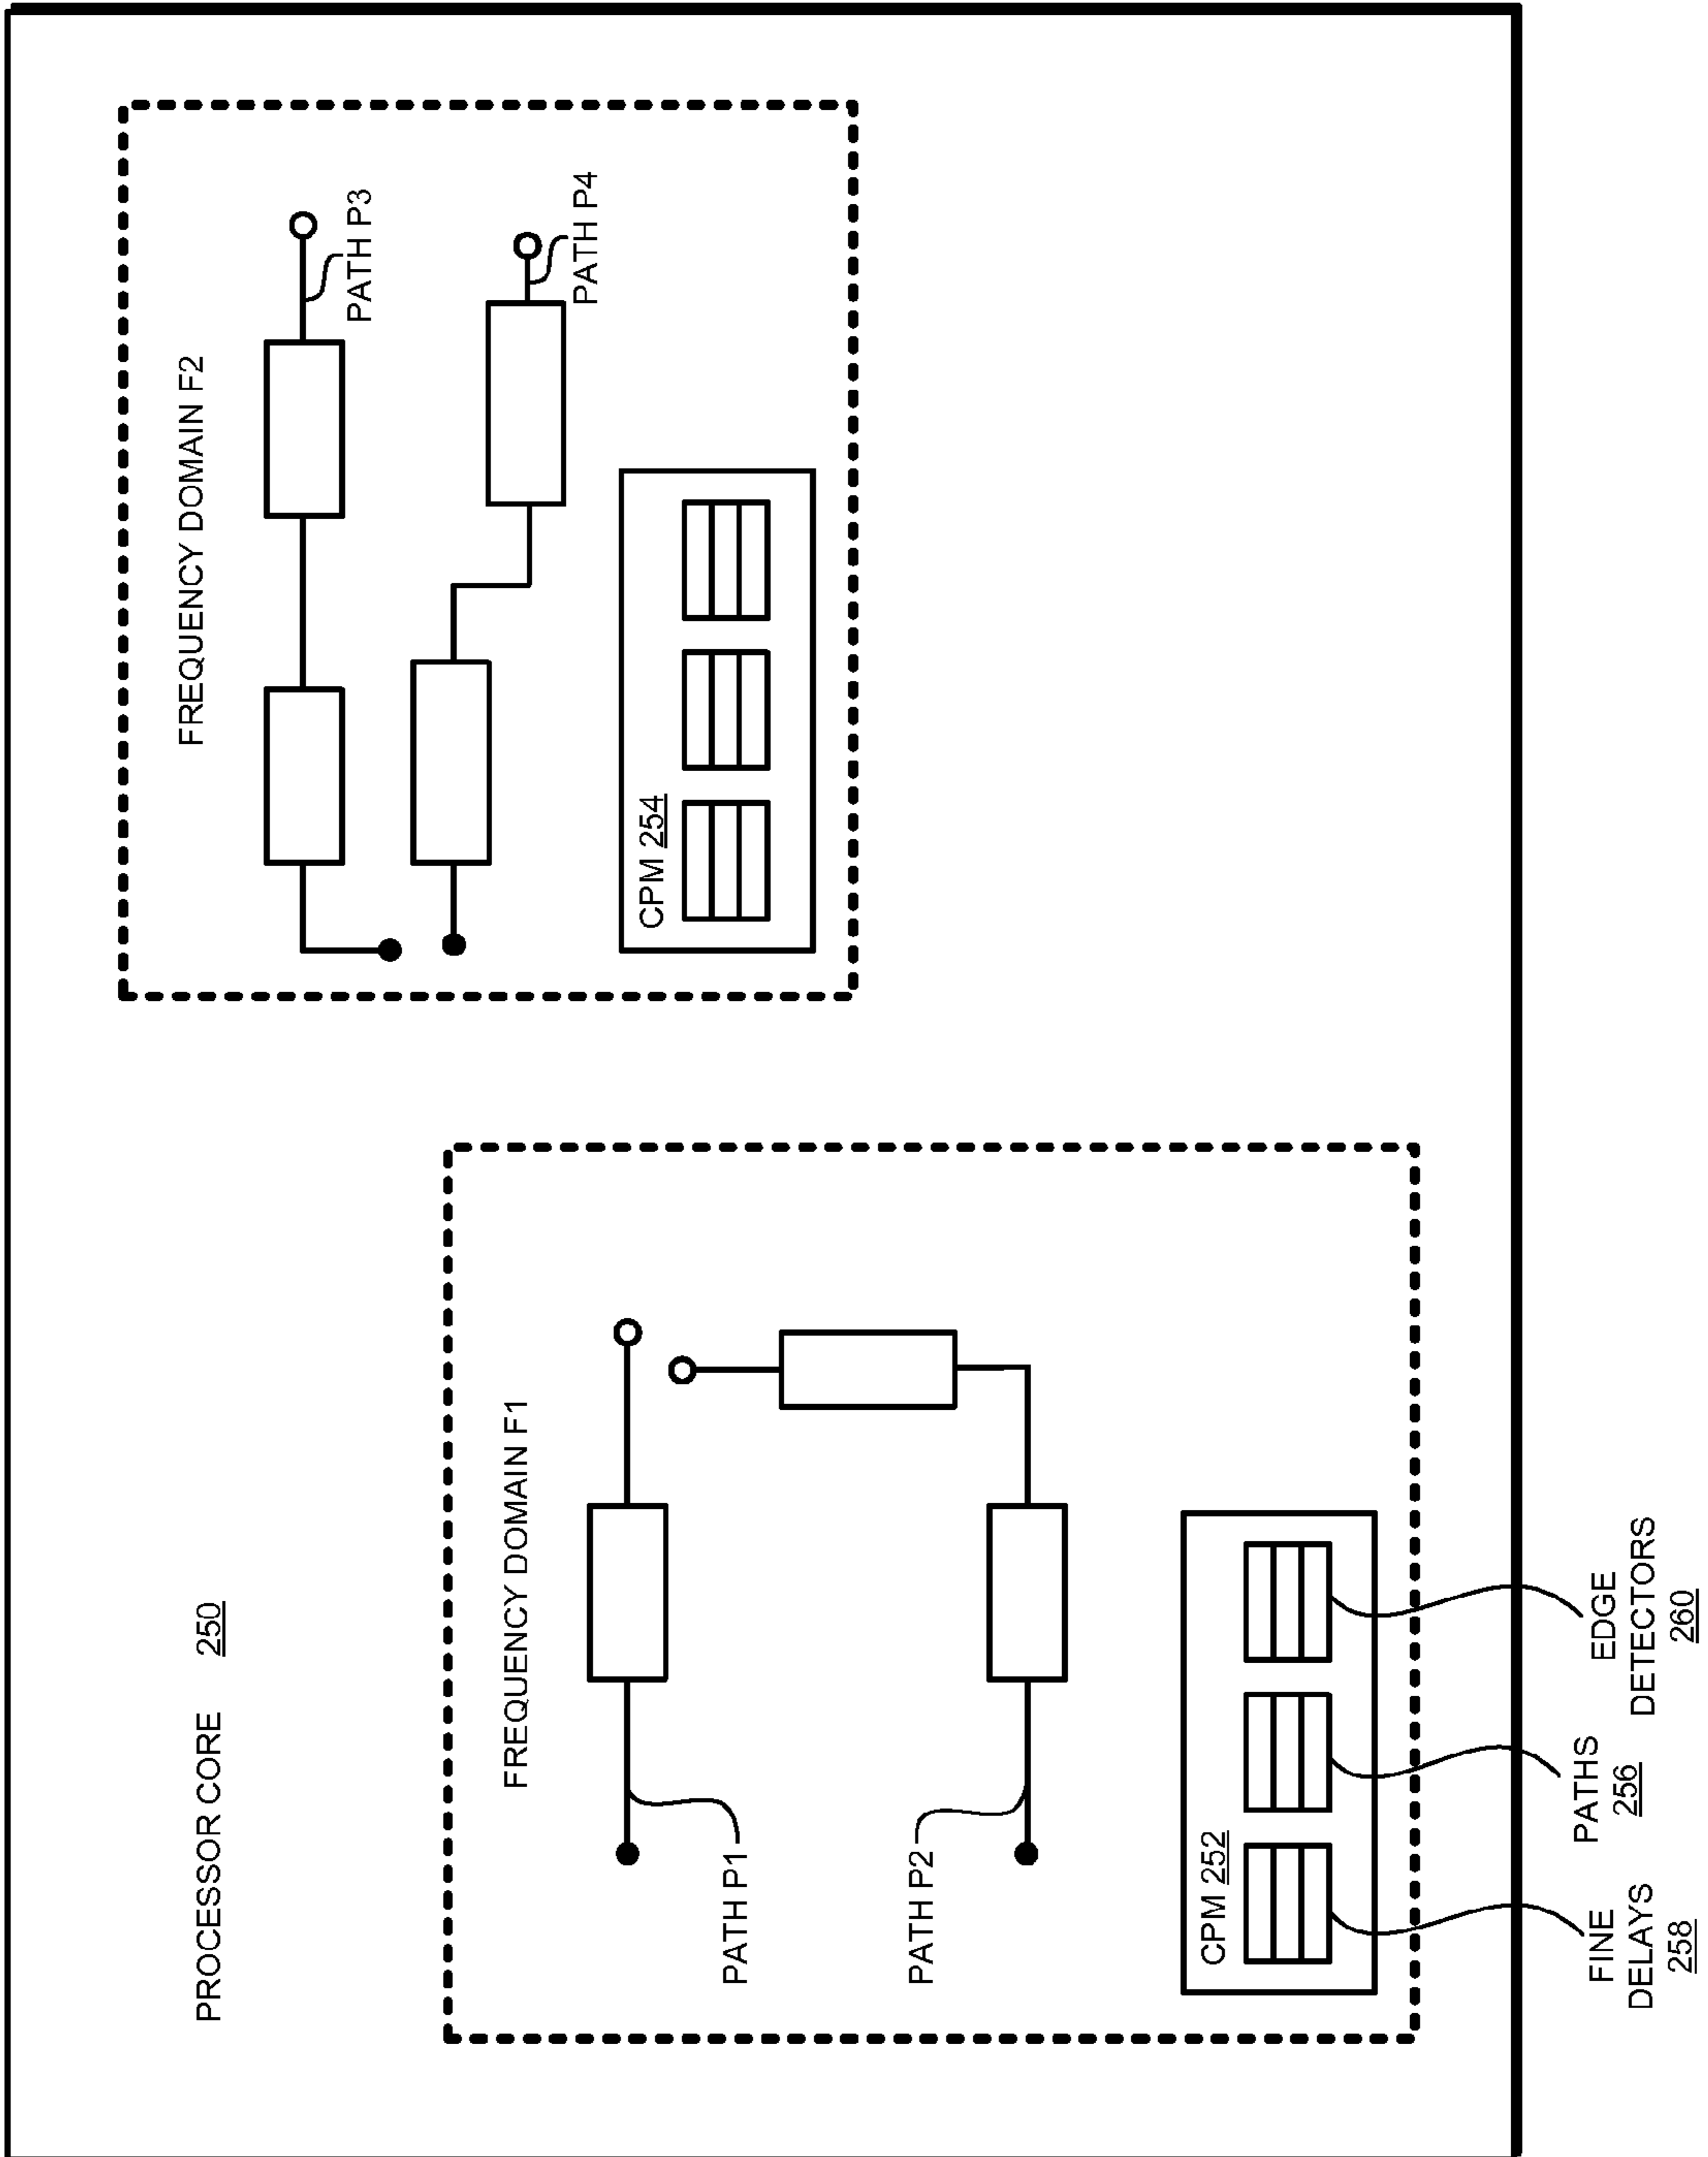 PROCESSOR CORE 250
FREQUENCY DOMAIN F2
PATH P3
PATH P4
CPM 254
FREQUENCY DOMAIN F1
PATH P1
PATH P2
CPM 252
FINE
DELAYS
258
PATHS
256
EDGE
DETECTORS
260